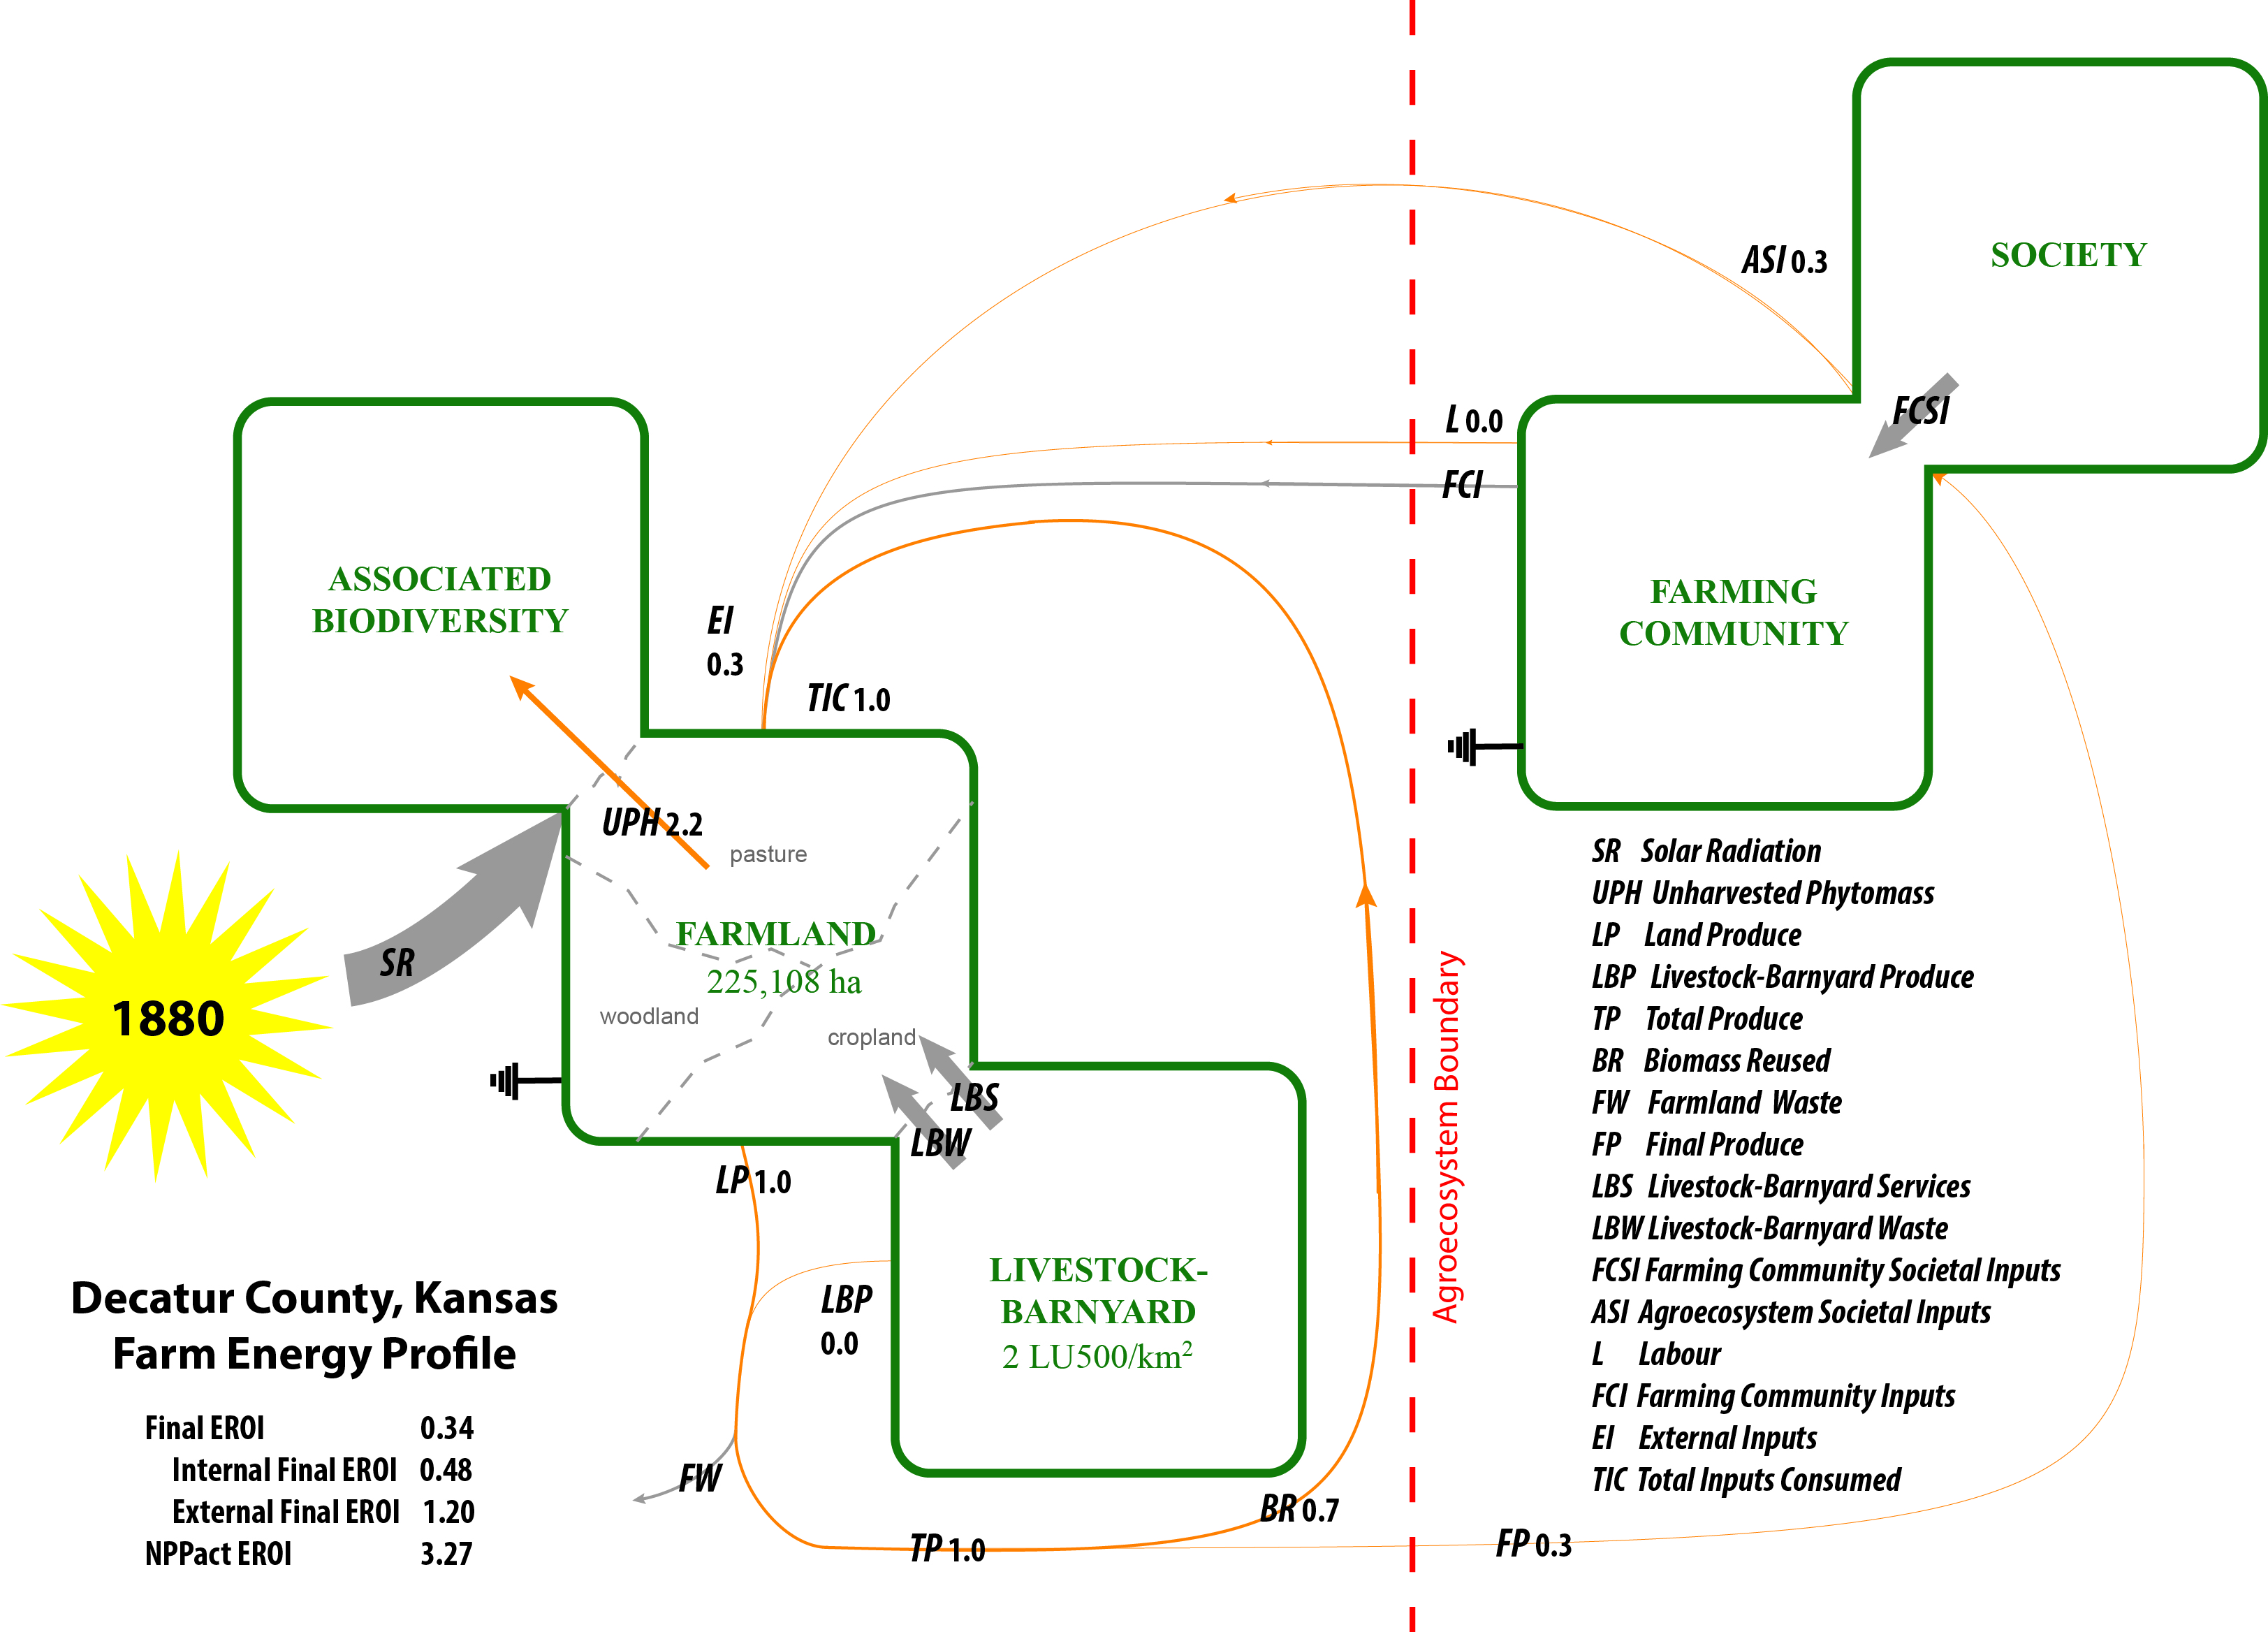 SOCIETY
ASI 0.3
FCSI
L 0.0
FCI
ASSOCIATED
BIODIVERSITY
FARMING
COMMUNITY
EI
0.3
TIC 1.0
UPH 2.2
pasture
FARMLAND
225,108 ha
woodland
cropland
SR
1880
LBS
LBW
LP 1.0
LBP
0.0
LIVESTOCK-
BARNYARD
2 LU500/km²
Agroecosystem Boundary
FW
TP 1.0
BR 0.7
FP 0.3
SR Solar Radiation
UPH Unharvested Phytomass
LP Land Produce
LBP Livestock-Barnyard Produce
TP Total Produce
BR Biomass Reused
FW Farmland Waste
FP Final Produce
LBS Livestock-Barnyard Services
LBW Livestock-Barnyard Waste
FCSI Farming Community Societal Inputs
ASI Agroecosystem Societal Inputs
L Labour
FCI Farming Community Inputs
EI External Inputs
TIC Total Inputs Consumed
Decatur County, Kansas
Farm Energy Profile
Final EROI 0.34
Internal Final EROI 0.48
External Final EROI 1.20
NPPact EROI 3.27